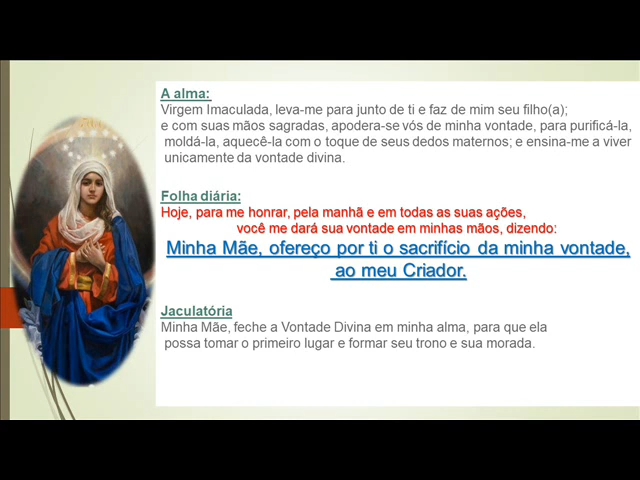 A alma:
Virgem Imaculada, leva-me para junto de ti e faz de mim seu filho(a);
e com suas mãos sagradas, apodera-se vós de minha vontade, para purificá-la,
moldá-la, aquecê-la com o toque de seus dedos maternos; e ensina-me a viver
unicamente da vontade divina.
Folha diária:
Hoje, para me honrar, pela manhã e em todas as suas ações,
você me dará sua vontade em minhas mãos, dizendo:
Minha Mãe, ofereço por ti o sacrifício da minha vontade,
ao meu Criador.
Jaculatória
Minha Mãe, feche a Vontade Divina em minha alma, para que ela
possa tomar o primeiro lugar e formar seu trono e sua morada.